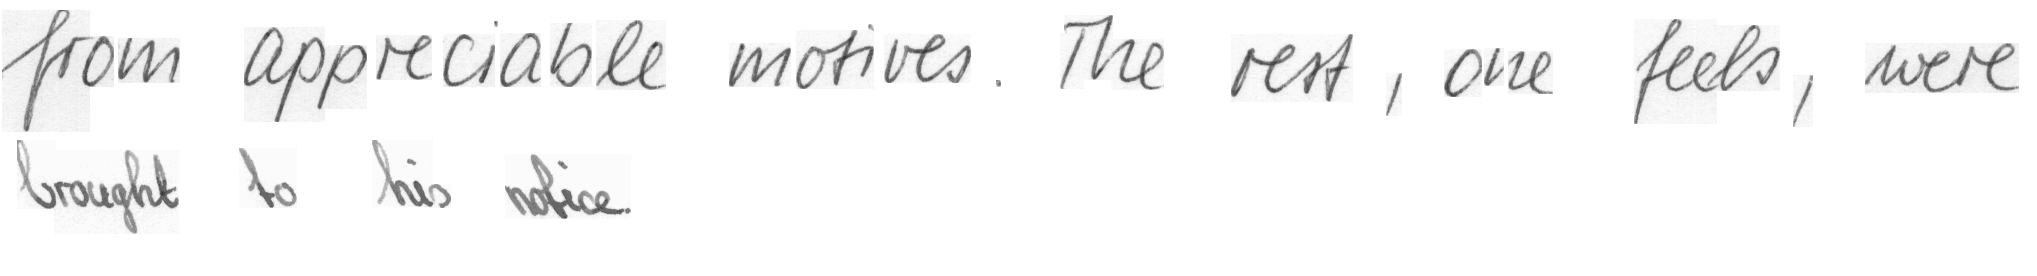 from appreciable motives. The rest, one feels, were
brought to his notice.